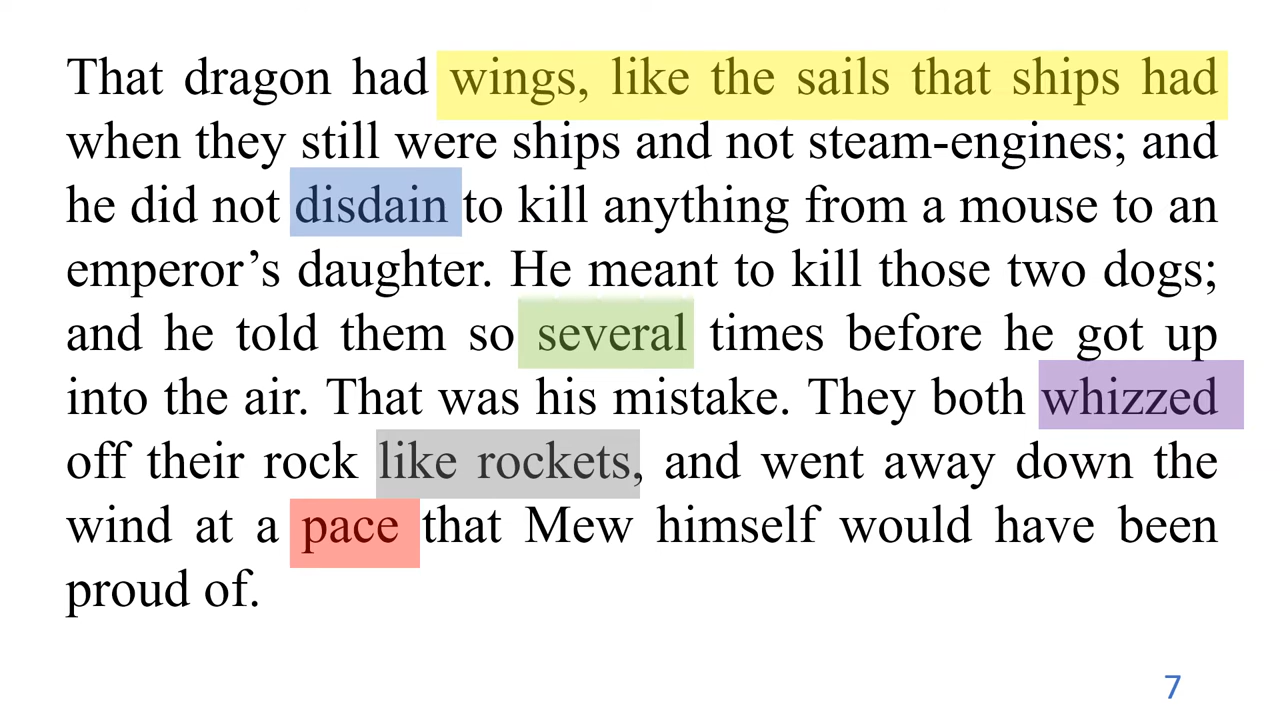 That dragon had wings, like the sails that ships had
when they still were ships and not steam-engines; and
he did not disdain to kill anything from a mouse to an
emperor’s daughter. He meant to kill those two dogs;
and he told them so several times before he got up
into the air. That was his mistake. They both whizzed
off their rock like rockets, and went away down the
wind at a pace that Mew himself would have been
proud of.
7